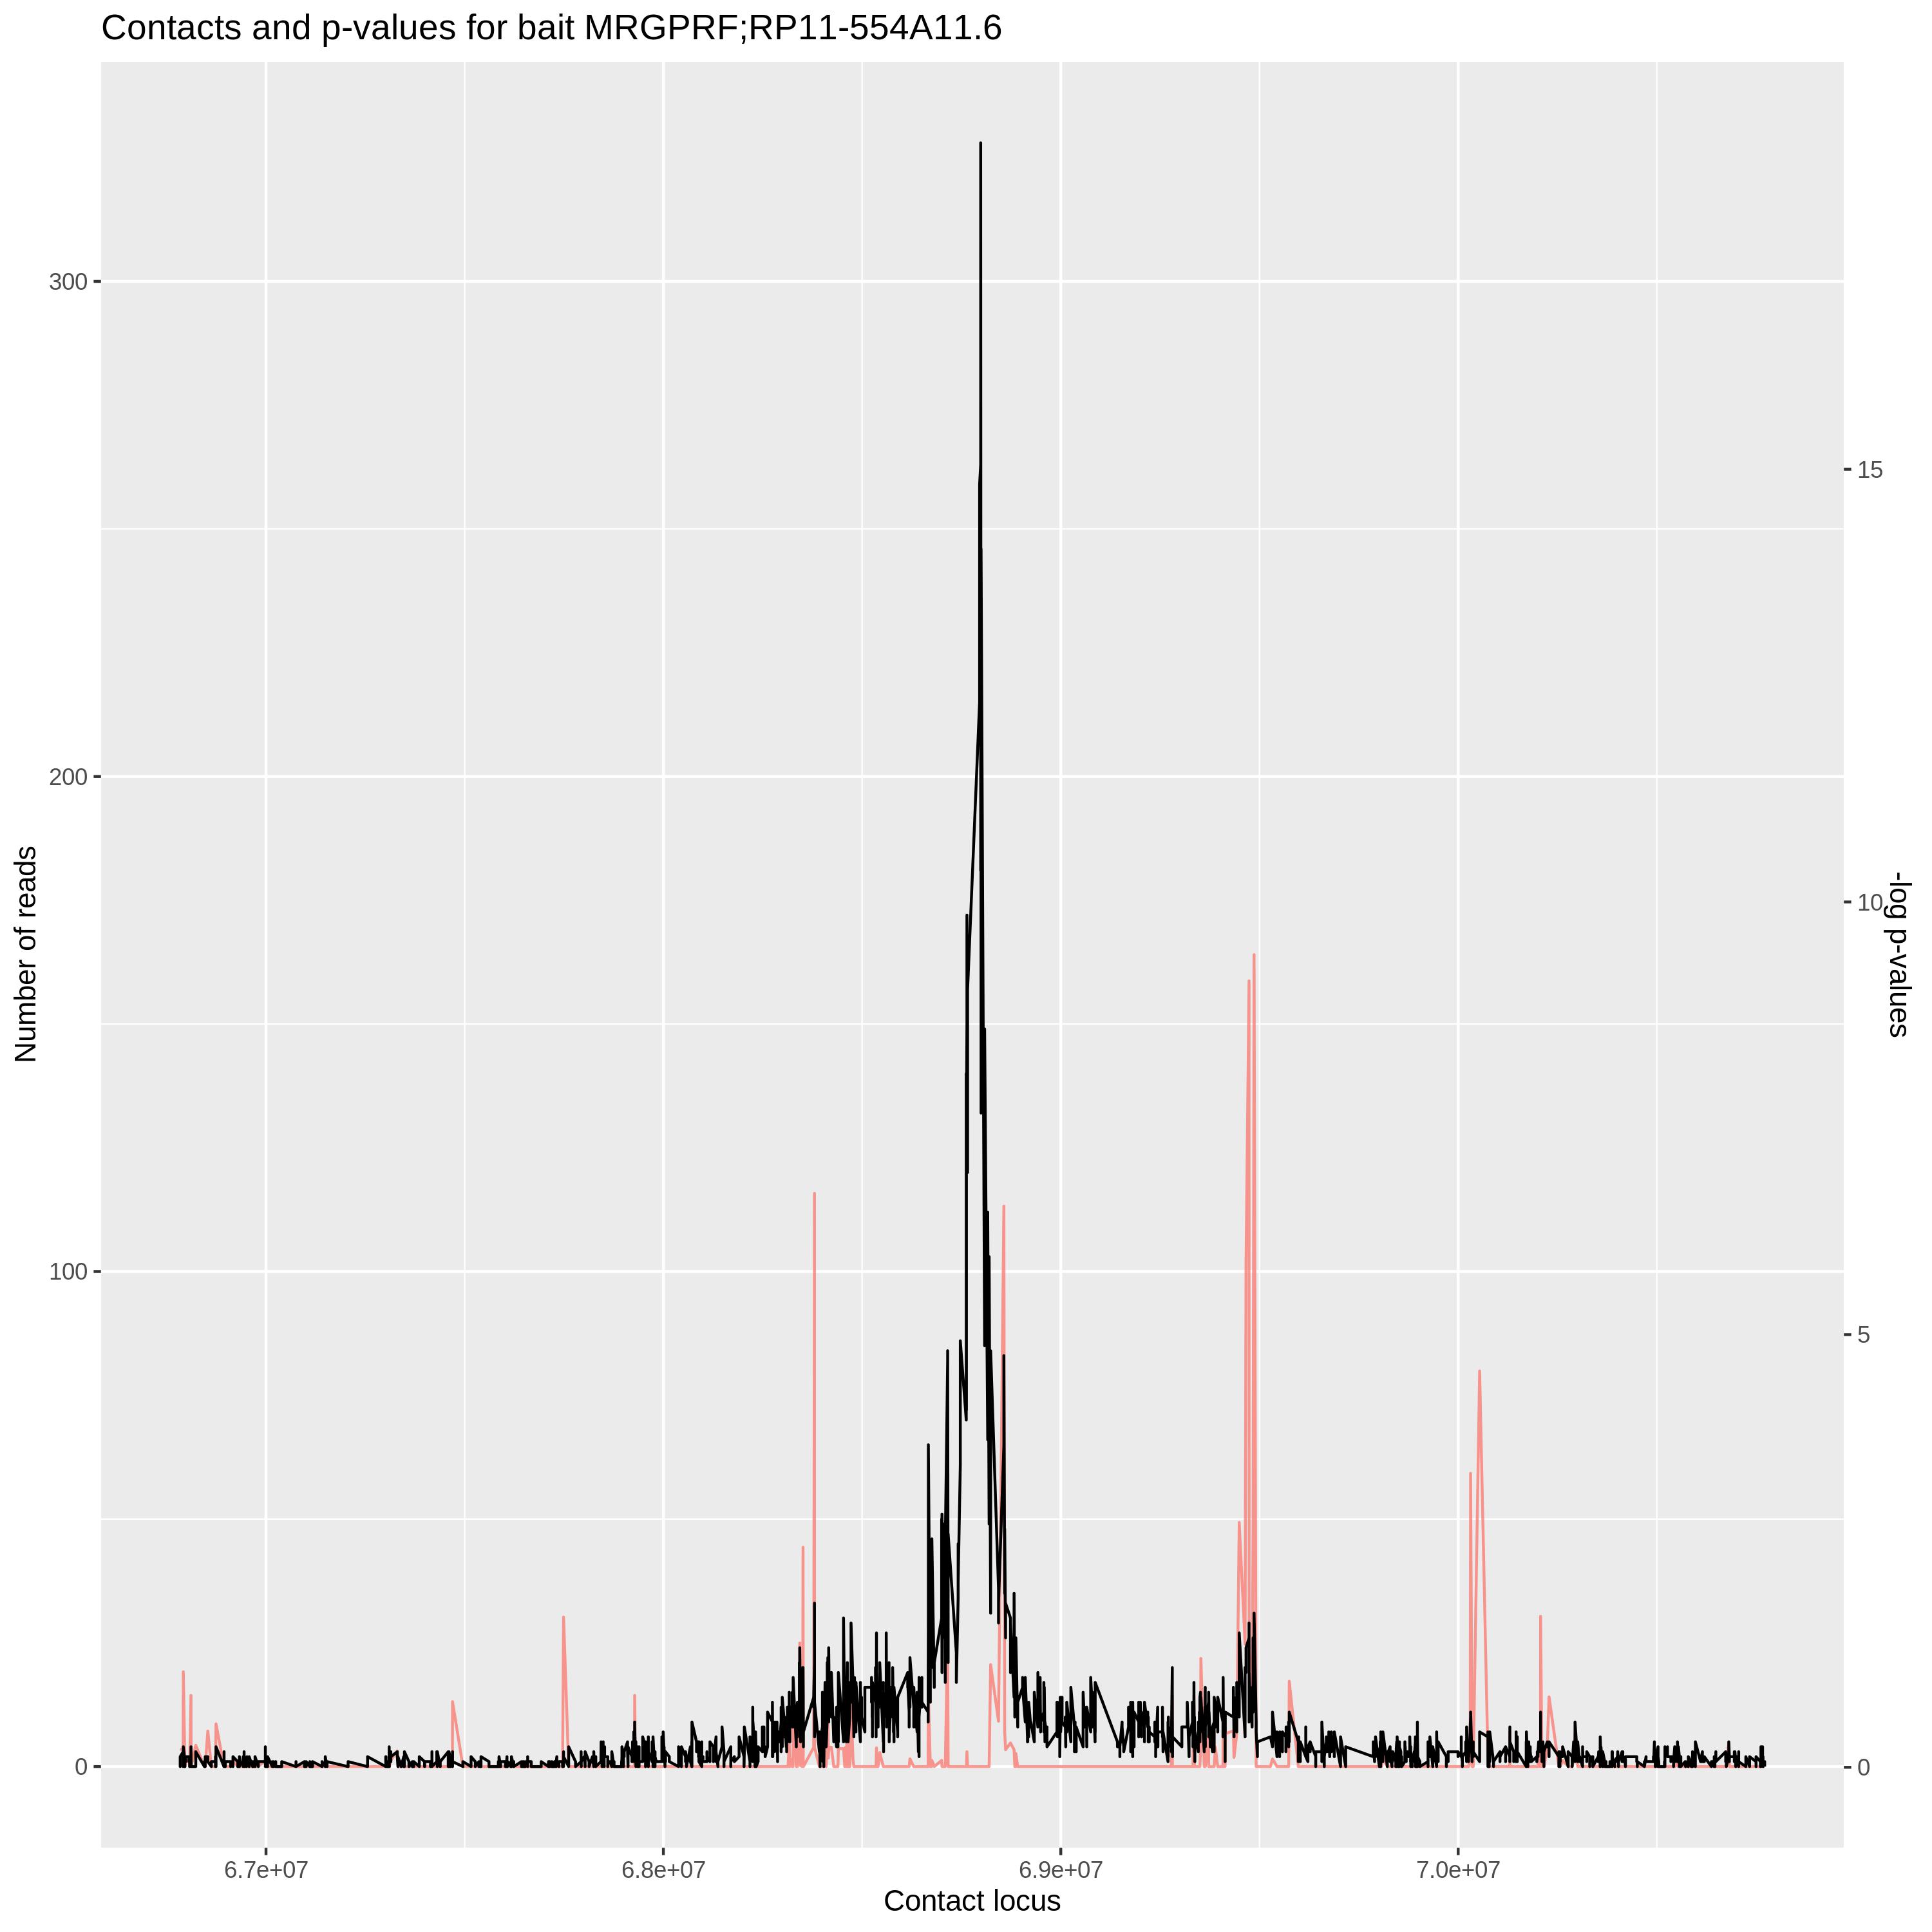 Contacts and p-values for bait MRGPRF;RP11-554A11.6
300
200
100
0
Number of reads
15
10
5
0
-log p-values
6.7e+07
6.8e+07
6.9e+07
7.0e+07
Contact locus